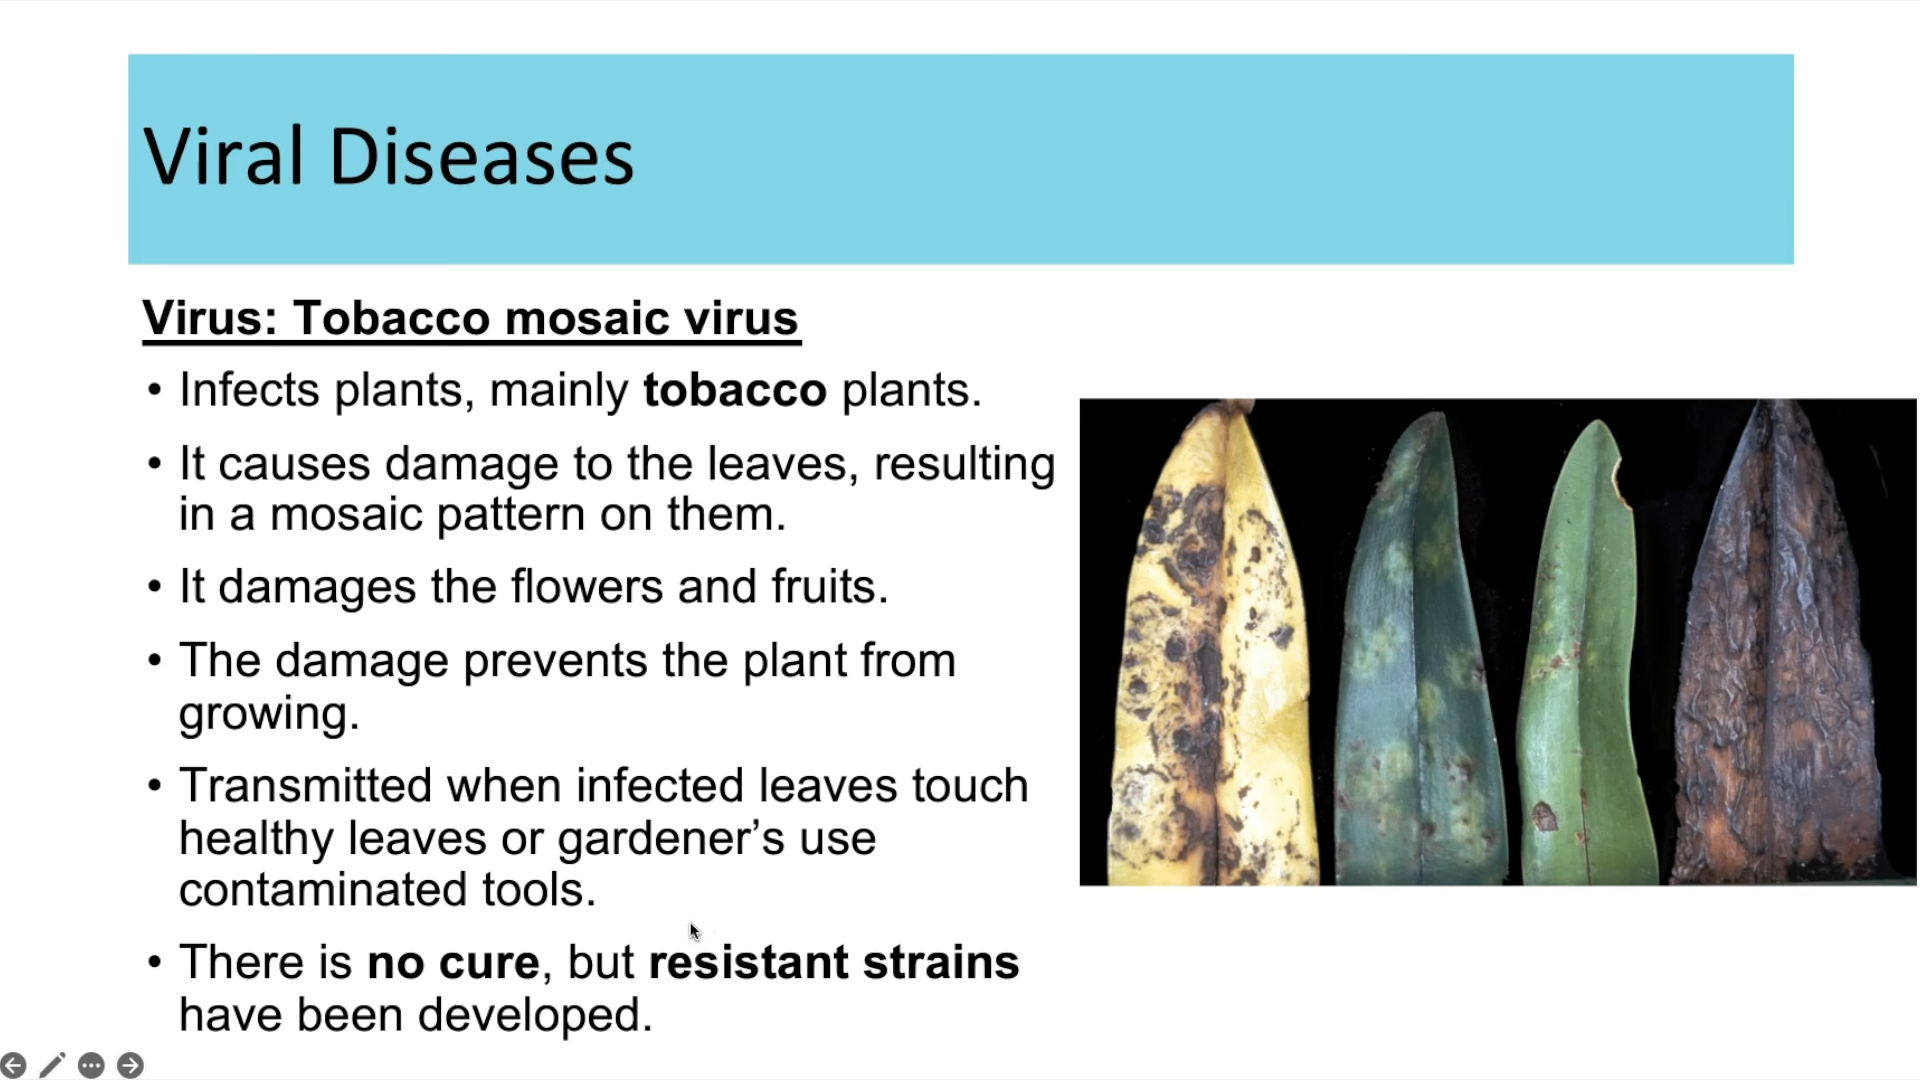 Viral Diseases
Virus: Tobacco mosaic virus
• Infects plants, mainly tobacco plants.
• It causes damage to the leaves, resulting
in a mosaic pattern on them.
• It damages the flowers and fruits.
• The damage prevents the plant from
growing.
• Transmitted when infected leaves touch
healthy leaves or gardener’s use
contaminated tools.
• There is no cure, but resistant strains
have been developed.